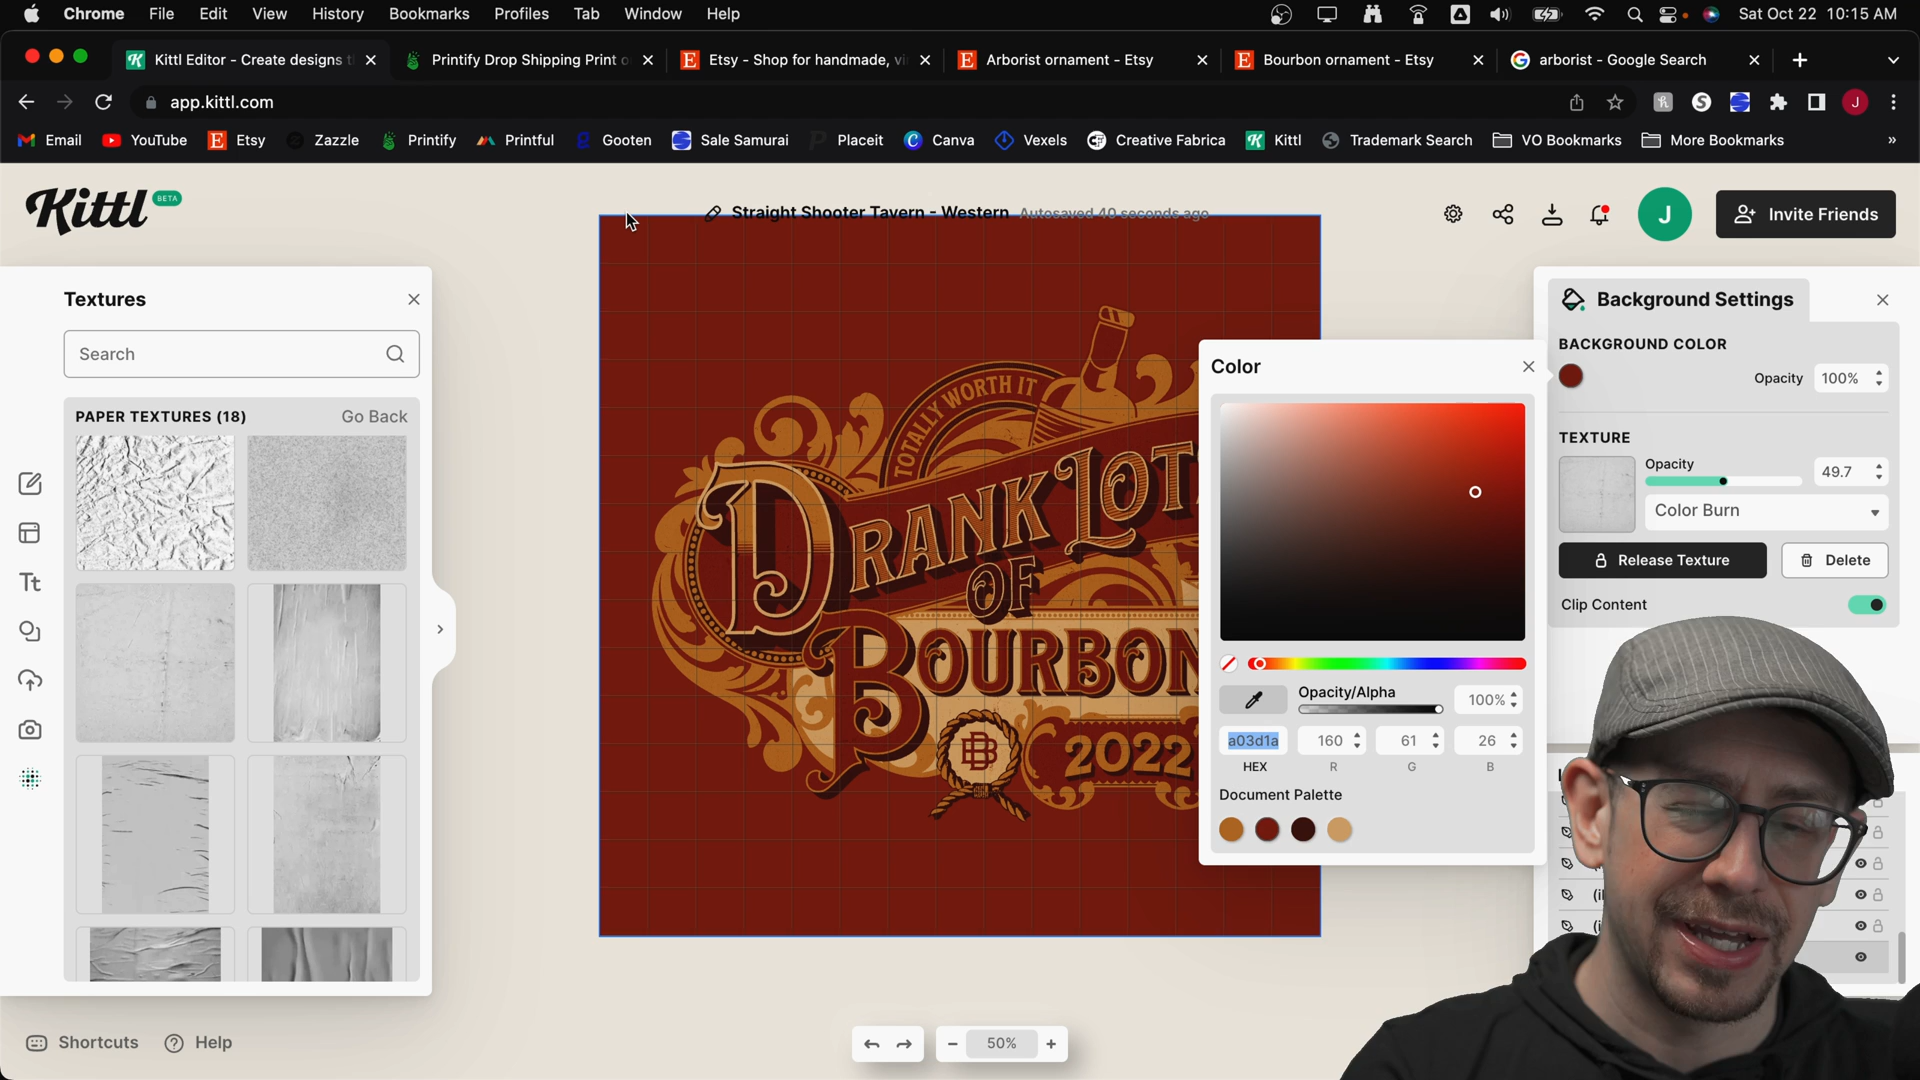 Chrome File Edit View History Bookmarks Profiles Tab Window Help Sat Oct 22 10:15 AM
Kittl Editor - Create designs t Printify Drop Shipping Print o Etsy - Shop for handmade, vi Arborist ornament - Etsy Bourbon ornament - Etsy arborist - Google Search
app.kittl.com J
Email YouTube Etsy Zazzle Printify Printful Gooten Sale Samurai Placeit Canva Vexels Creative Fabrica Kittl Trademark Search VO Bookmarks More Bookmarks »
Kittl BETA
Straight Shooter Tavern - Western Autosaved 40 seconds ago
J Invite Friends
Textures
Search
PAPER TEXTURES (18) Go Back
TOTALLY WORTH IT
DRANK LOT
OF
BOURBON
2022
Color
Opacity/Alpha
100%
a03d1a 160 61 26
HEX R G B
Document Palette
Background Settings
BACKGROUND COLOR
Opacity 100%
TEXTURE
Opacity 49.7
Color Burn
Release Texture Delete
Clip Content
Shortcuts Help
50%